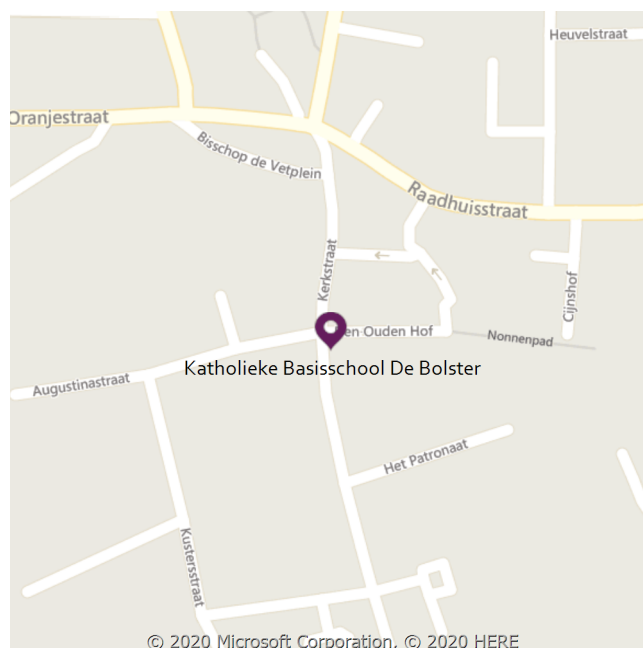 Heuvelstraat
Oranjestraat
Bisschop de Vetplein
Raadhuisstraat
Kerkstraat
Cijnshof
en Ouden Hof
Nonnenpad
Katholieke Basisschool De Bolster
Augustinastraat
Het Patronaat
Kustersstraat
© 2020 Microsoft Corporation, © 2020 HERE